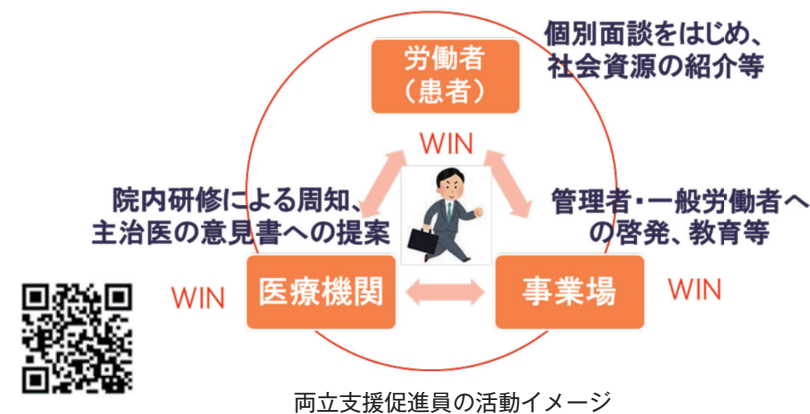 個別面談をはじめ、
社会資源の紹介等
労働者
（患者）
WIN
院内研修による周知、
主治医の意見書への提案
管理者・一般労働者へ
の啓発、教育等
WIN
医療機関
事業場
WIN
両立支援促進員の活動イメージ